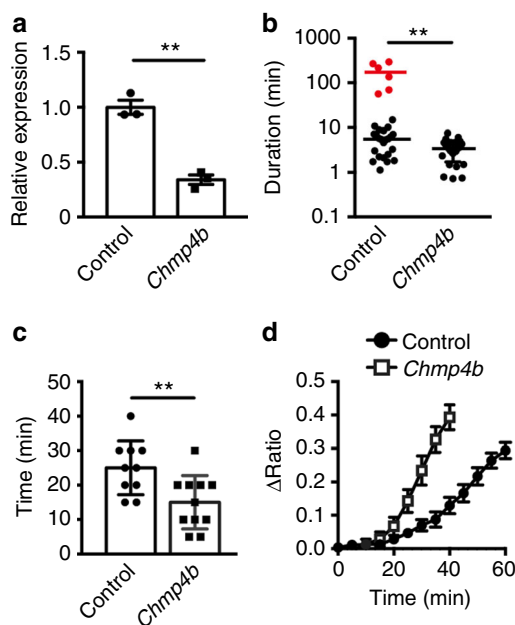 a
Relative expression
1.5
1.0
0.5
0
**
Control
Chmp4b
b
Duration (min)
1000
100
10
1
0.1
**
Control
Chmp4b
c
Time (min)
50
40
30
20
10
0
**
Control
Chmp4b
d
Control
Chmp4b
ΔRatio
0.5
0.4
0.3
0.2
0.1
0.0
0 20 40 60
Time (min)